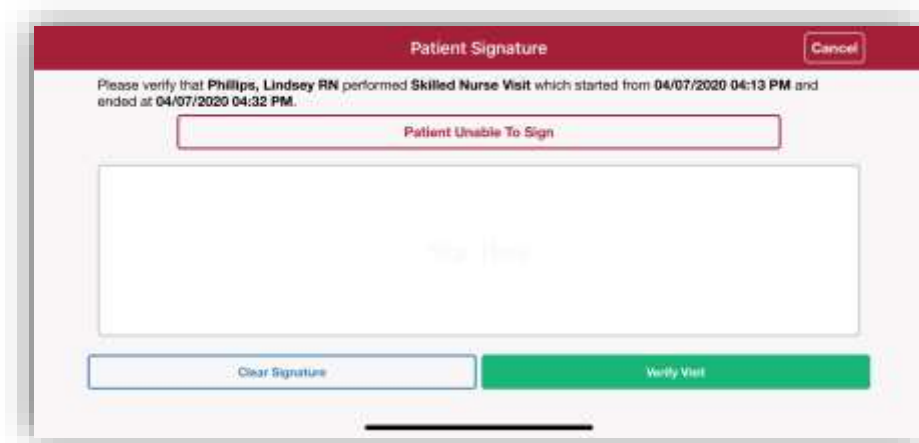 Patient Signature
Cancel
Please verify that Phillips, Lindsey RN performed Skilled Nurse Visit which started from 04/07/2020 04:13 PM and
ended at 04/07/2020 04:32 PM.
Patient Unable To Sign
Clear Signature
Verify Visit